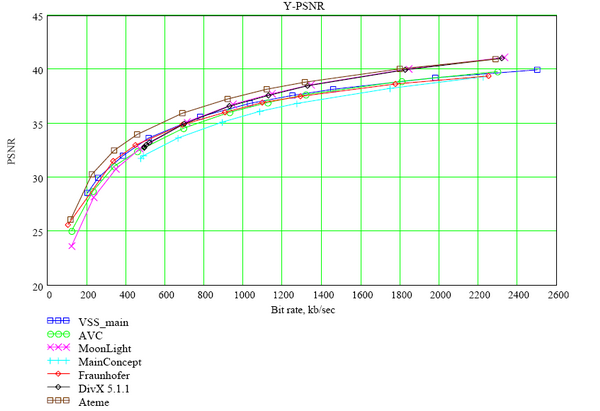 Y-PSNR
45
40
35
30
25
20
PSNR
0 200 400 600 800 1000 1200 1400 1600 1800 2000 2200 2400 2600
Bit rate, kb/sec
VSS_main
AVC
MoonLight
MainConcept
Fraunhofer
DivX 5.1.1
Ateme